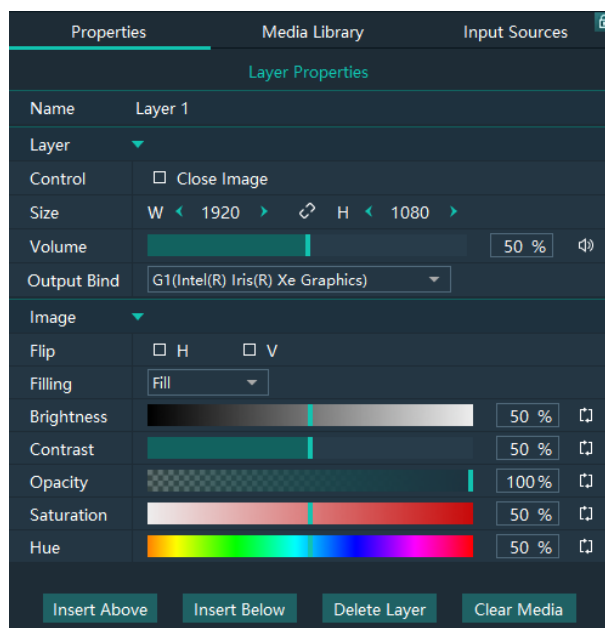 Properties Media Library Input Sources
Layer Properties
Name Layer 1
Layer
Control Close Image
Size W 1920 H 1080
Volume 50 %
Output Bind G1(Intel(R) Iris(R) Xe Graphics)
Image
Flip H V
Filling Fill
Brightness 50 %
Contrast 50 %
Opacity 100%
Saturation 50 %
Hue 50 %
Insert Above Insert Below Delete Layer Clear Media